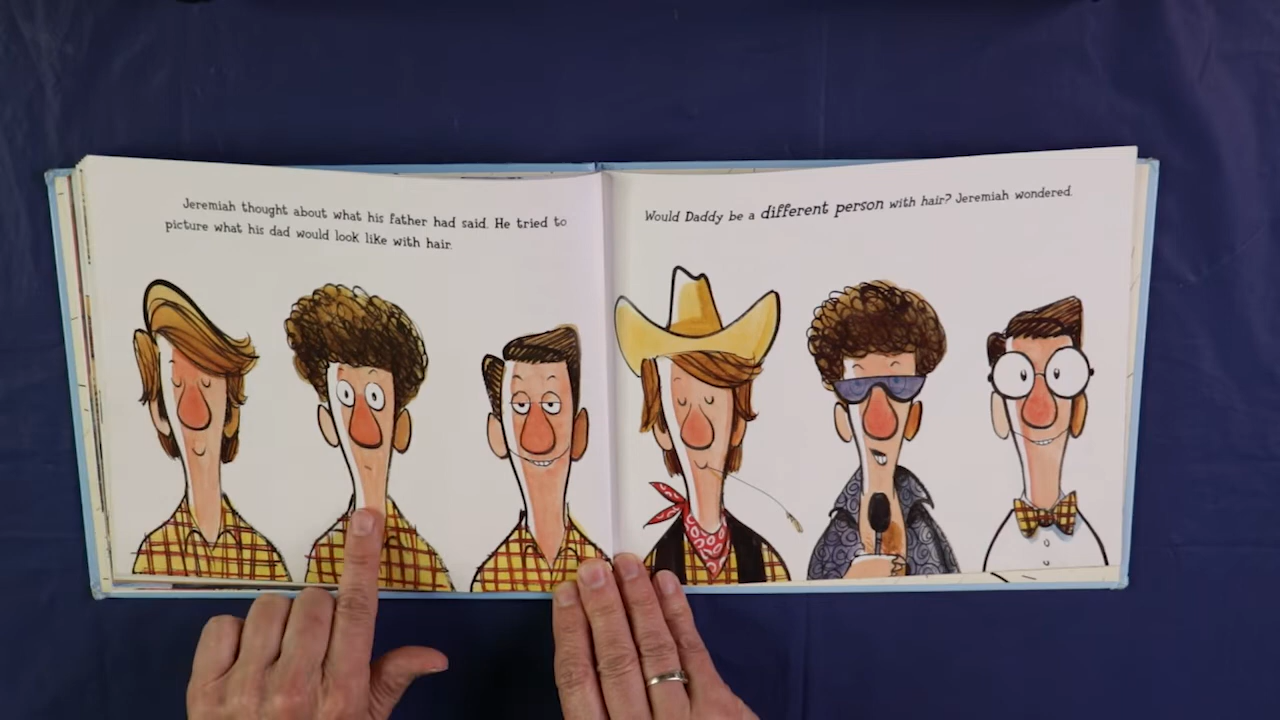 Jeremiah thought about what his father had said. He tried to
picture what his dad would look like with hair.
Would Daddy be a different person with hair? Jeremiah wondered.